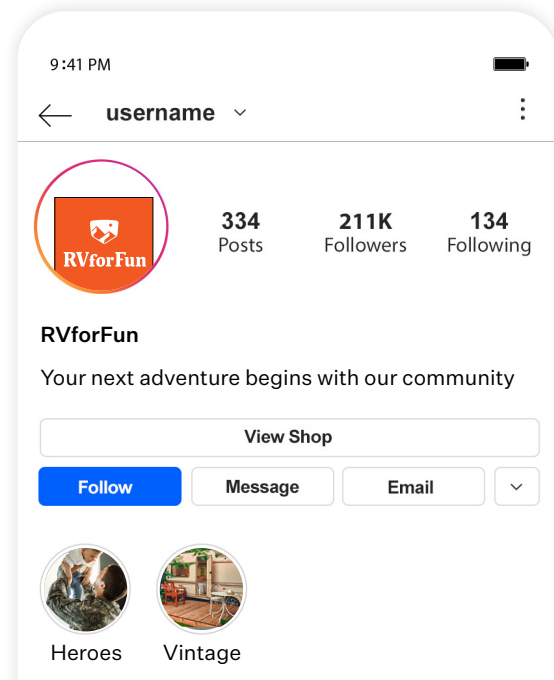 9:41 PM
username
RVforFun
334 211K 134
Posts Followers Following
RVforFun
Your next adventure begins with our community
View Shop
Follow Message Email
Heroes Vintage